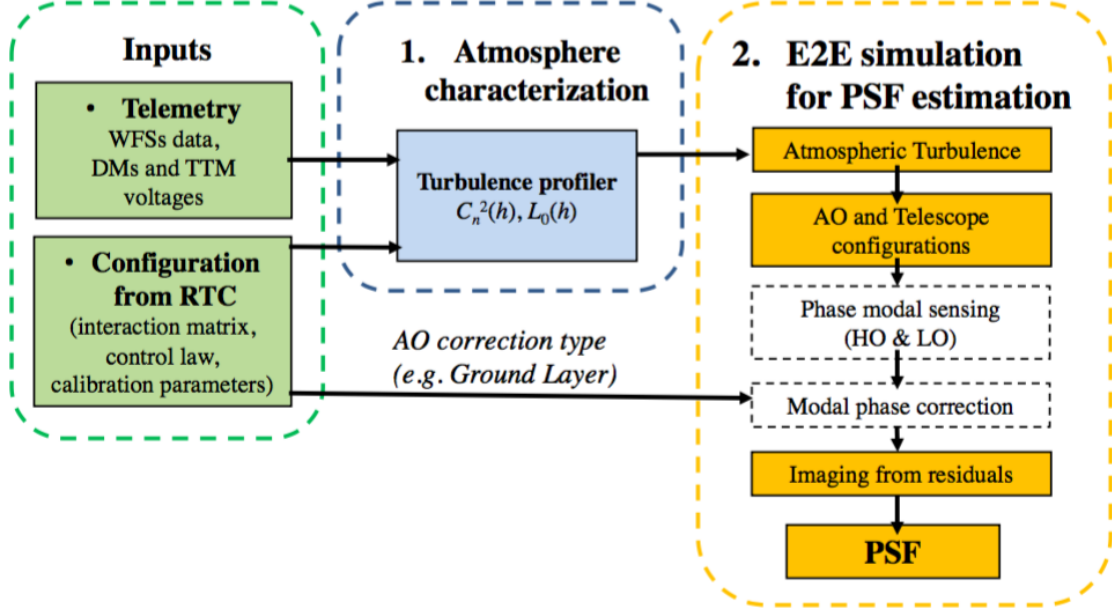 Inputs
• Telemetry
WFSs data,
DMs and TTM
voltages
• Configuration
from RTC
(interaction matrix,
control law,
calibration parameters)
1. Atmosphere
characterization
Turbulence profiler
Cₙ²(h), L₀(h)
AO correction type
(e.g. Ground Layer)
2. E2E simulation
for PSF estimation
Atmospheric Turbulence
AO and Telescope
configurations
Phase modal sensing
(HO & LO)
Modal phase correction
Imaging from residuals
PSF